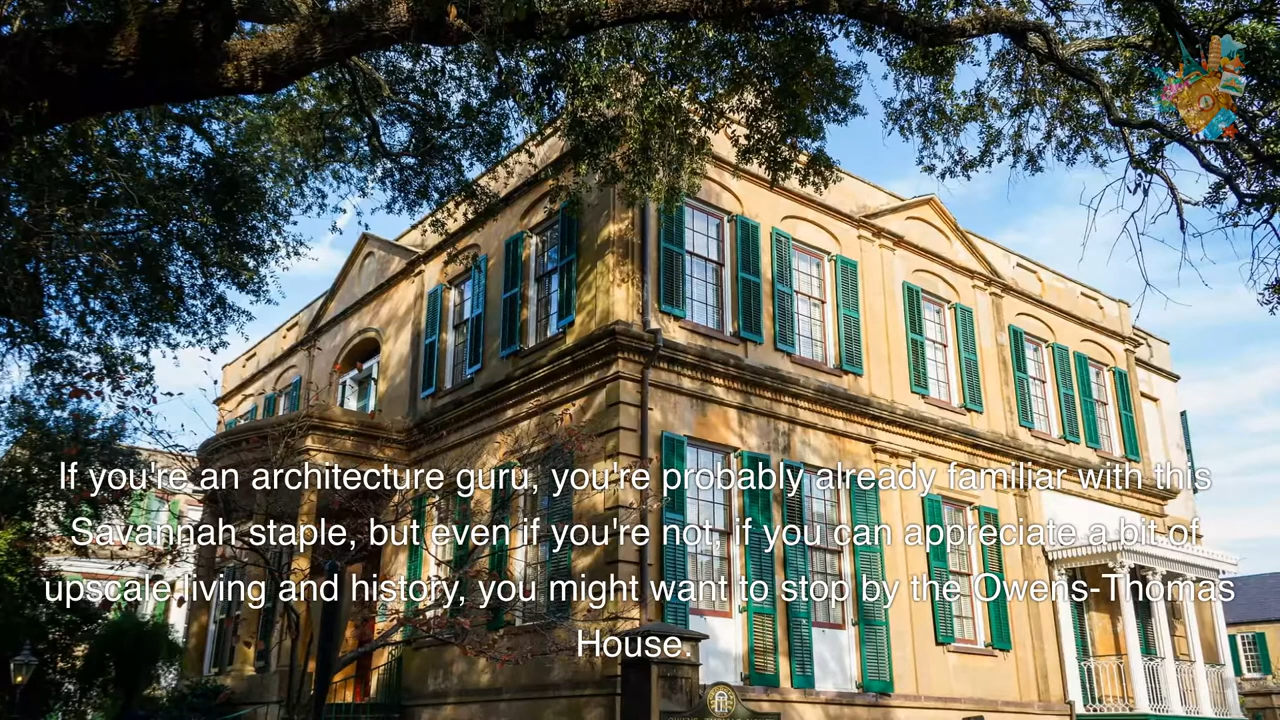 If you're an architecture guru, you're probably already familiar with this
Savannah staple, but even if you're not, if you can appreciate a bit of
upscale living and history, you might want to stop by the Owens-Thomas
House.